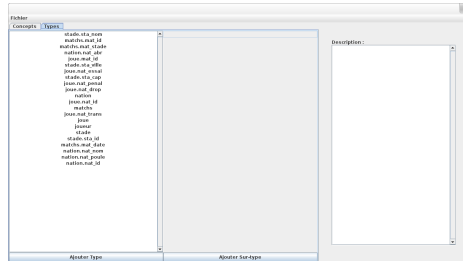 Fichier
Concepts Types
stade.sta_nom
matchs.mat_id
matchs.mat_stade
nation.nat_abr
joue.mat_id
stade.sta_ville
joue.nat_essai
stade.sta_cap
joue.nat_penal
joue.nat_drop
nation
joue.nat_id
matchs
joue.nat_trans
joue
joueur
stade
stade.sta_id
matchs.mat_date
nation.nat_nom
nation.nat_poule
nation.nat_id
Description :
Ajouter Type
Ajouter Sur-type